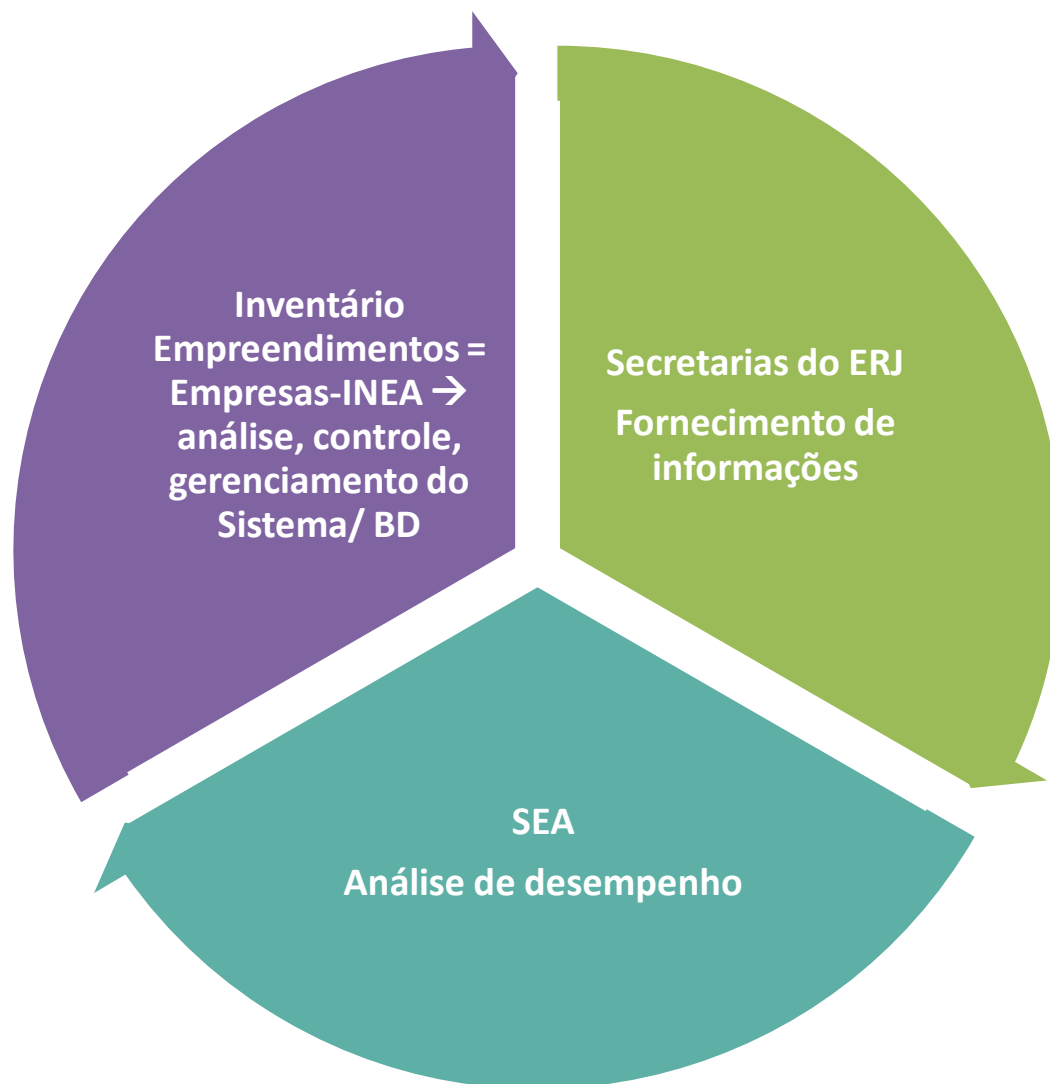 Inventário
Empreendimentos =
Empresas-INEA →
análise, controle,
gerenciamento do
Sistema/ BD
Secretarias do ERJ
Fornecimento de
informações
SEA
Análise de desempenho